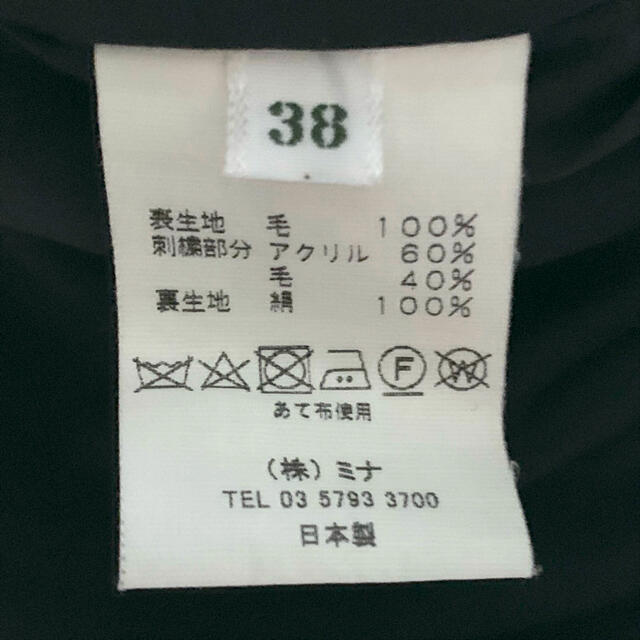 38
表生地 毛 100%
刺繍部分 アクリル 60%
毛 40%
裏生地 絹 100%
F W
あて布使用
(株)ミナ
TEL 03 5793 3700
日本製